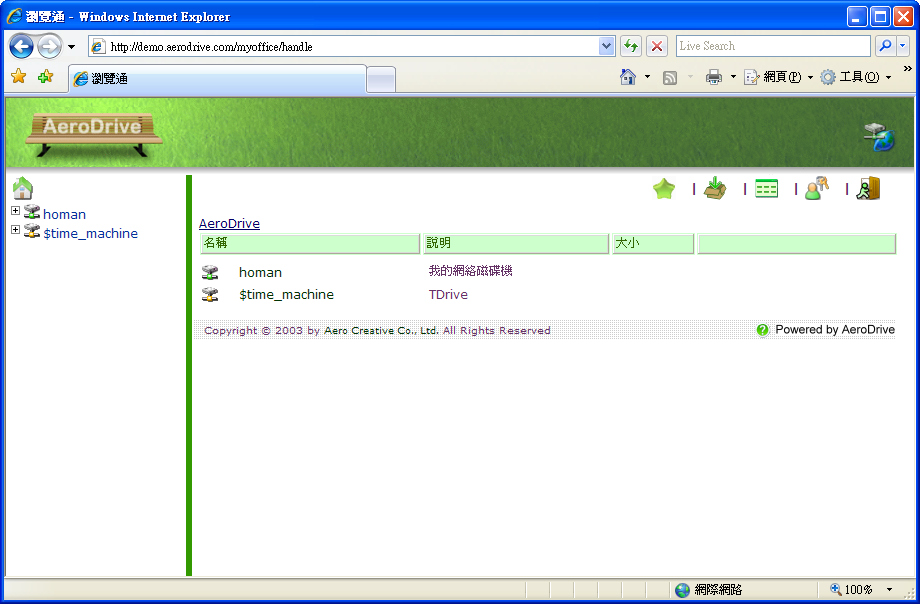 瀏覽通 - Windows Internet Explorer
http://demo.aerodrive.com/myoffice/handle
Live Search
瀏覽通
網頁(P)
工具(O)
AeroDrive
homan
$time_machine
AeroDrive
名稱 說明 大小
homan 我的網絡磁碟機
$time_machine TDrive
Copyright © 2003 by Aero Creative Co., Ltd. All Rights Reserved
Powered by AeroDrive
網際網路
100%